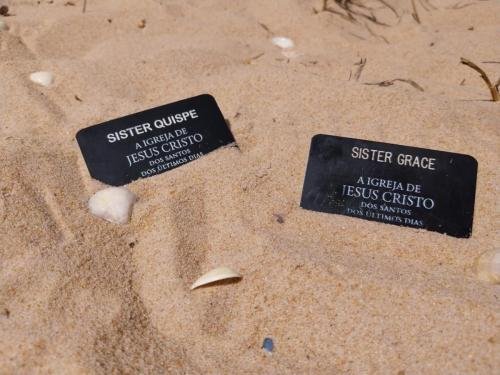 SISTER QUISPE
A IGREJA DE
JESUS CRISTO
DOS SANTOS
DOS ÚLTIMOS DIAS
SISTER GRACE
A IGREJA DE
JESUS CRISTO
DOS SANTOS
DOS ÚLTIMOS DIAS